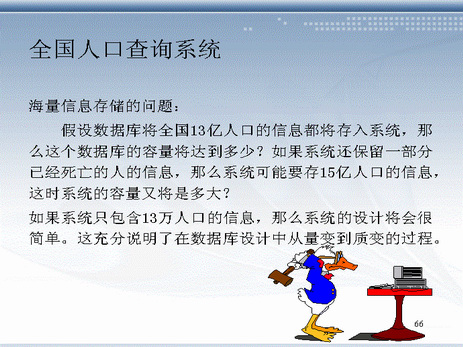 全国人口查询系统
海量信息存储的问题：
假设数据库将全国13亿人口的信息都将存入系统，那
么这个数据库的容量将达到多少？如果系统还保留一部分
已经死亡的人的信息，那么系统可能要存15亿人口的信息，
这时系统的容量又将是多大？
如果系统只包含13万人口的信息，那么系统的设计将会很
简单。这充分说明了在数据库设计中从量变到质变的过程。
66